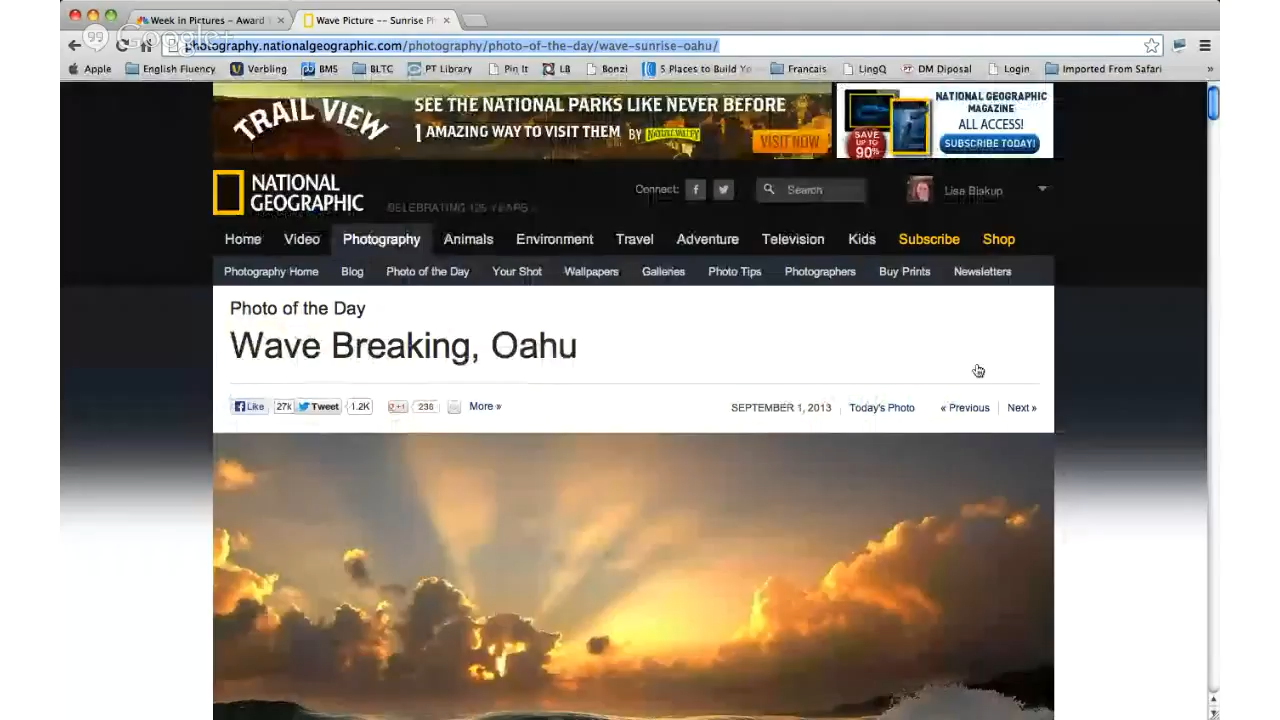 Week in Pictures – Award
Wave Picture -- Sunrise P
Google+
photography.nationalgeographic.com/photography/photo-of-the-day/wave-sunrise-oahu/
Apple English Fluency Verbling BMS BLTC PT Library Pin It LB Bonzi 5 Places to Build Yo Francais LingQ DM Diposal Login Imported From Safari »
TRAIL VIEW
SEE THE NATIONAL PARKS LIKE NEVER BEFORE
1 AMAZING WAY TO VISIT THEM BY NATURE VALLEY
VISIT NOW
NATIONAL GEOGRAPHIC
MAGAZINE
ALL ACCESS!
SUBSCRIBE TODAY!
SAVE
UP TO
90%
NATIONAL
GEOGRAPHIC
CELEBRATING 125 YEARS
Connect: f Search Lisa Biskup
Home Video Photography Animals Environment Travel Adventure Television Kids Subscribe Shop
Photography Home Blog Photo of the Day Your Shot Wallpapers Galleries Photo Tips Photographers Buy Prints Newsletters
Photo of the Day
Wave Breaking, Oahu
Like 27k Tweet 1.2K +1 238 More » SEPTEMBER 1, 2013 Today's Photo « Previous Next »